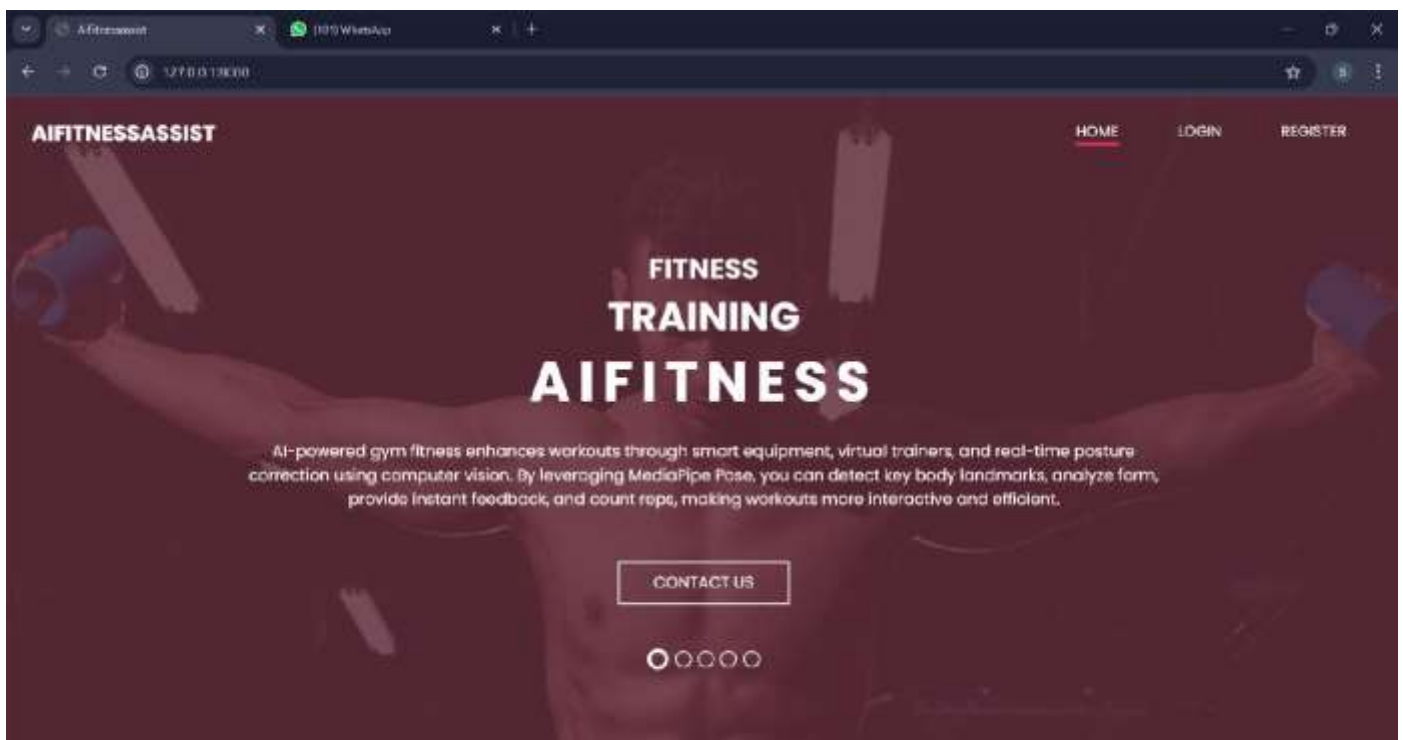 WhatsApp
AIFITNESSASSIST
HOME LOGIN REGISTER
FITNESS
TRAINING
AIFITNESS
AI-powered gym fitness enhances workouts through smart equipment, virtual trainers, and real-time posture
correction using computer vision. By leveraging MediaPipe Pose, you can detect key body landmarks, analyze form,
provide instant feedback, and count reps, making workouts more interactive and efficient.
CONTACT US